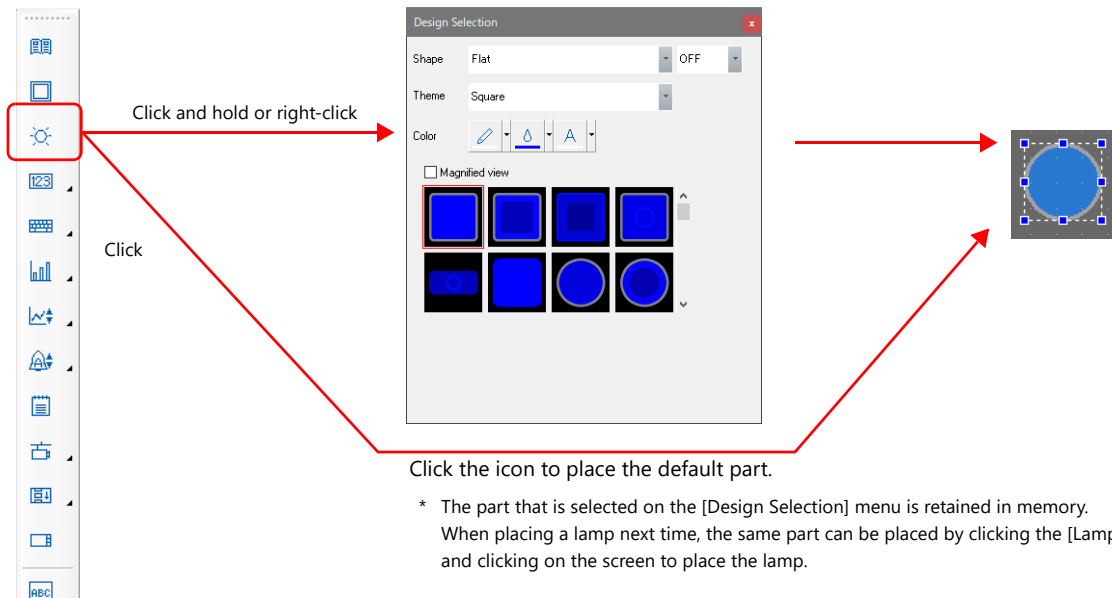 Design Selection
x
Shape
Flat
OFF
Click and hold or right-click
Theme
Square
Color
A
Magnified view
123
Click
Click the icon to place the default part.
* The part that is selected on the [Design Selection] menu is retained in memory.
When placing a lamp next time, the same part can be placed by clicking the [Lamp
and clicking on the screen to place the lamp.
ABC